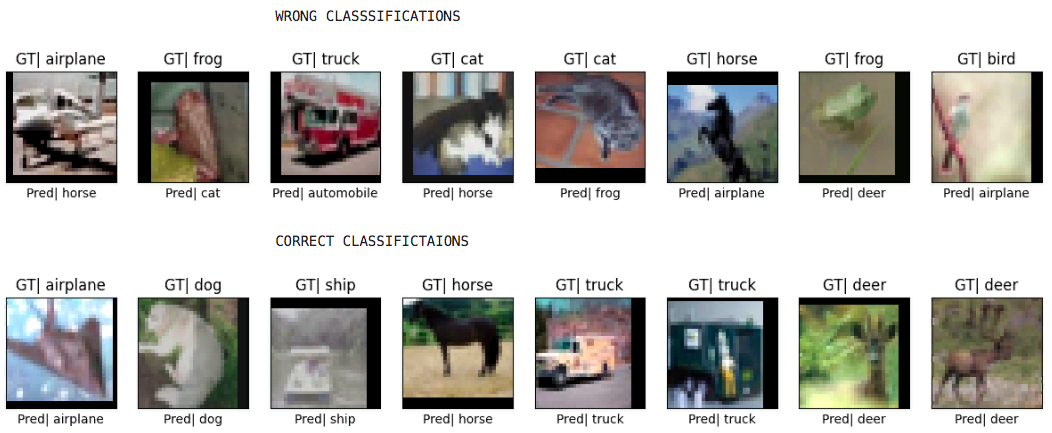 WRONG CLASSSIFICATIONS
GT| airplane GT| frog GT| truck GT| cat GT| cat GT| horse GT| frog GT| bird
Pred| horse Pred| cat Pred| automobile Pred| horse Pred| frog Pred| airplane Pred| deer Pred| airplane
CORRECT CLASSIFICTAIONS
GT| airplane GT| dog GT| ship GT| horse GT| truck GT| truck GT| deer GT| deer
Pred| airplane Pred| dog Pred| ship Pred| horse Pred| truck Pred| truck Pred| deer Pred| deer